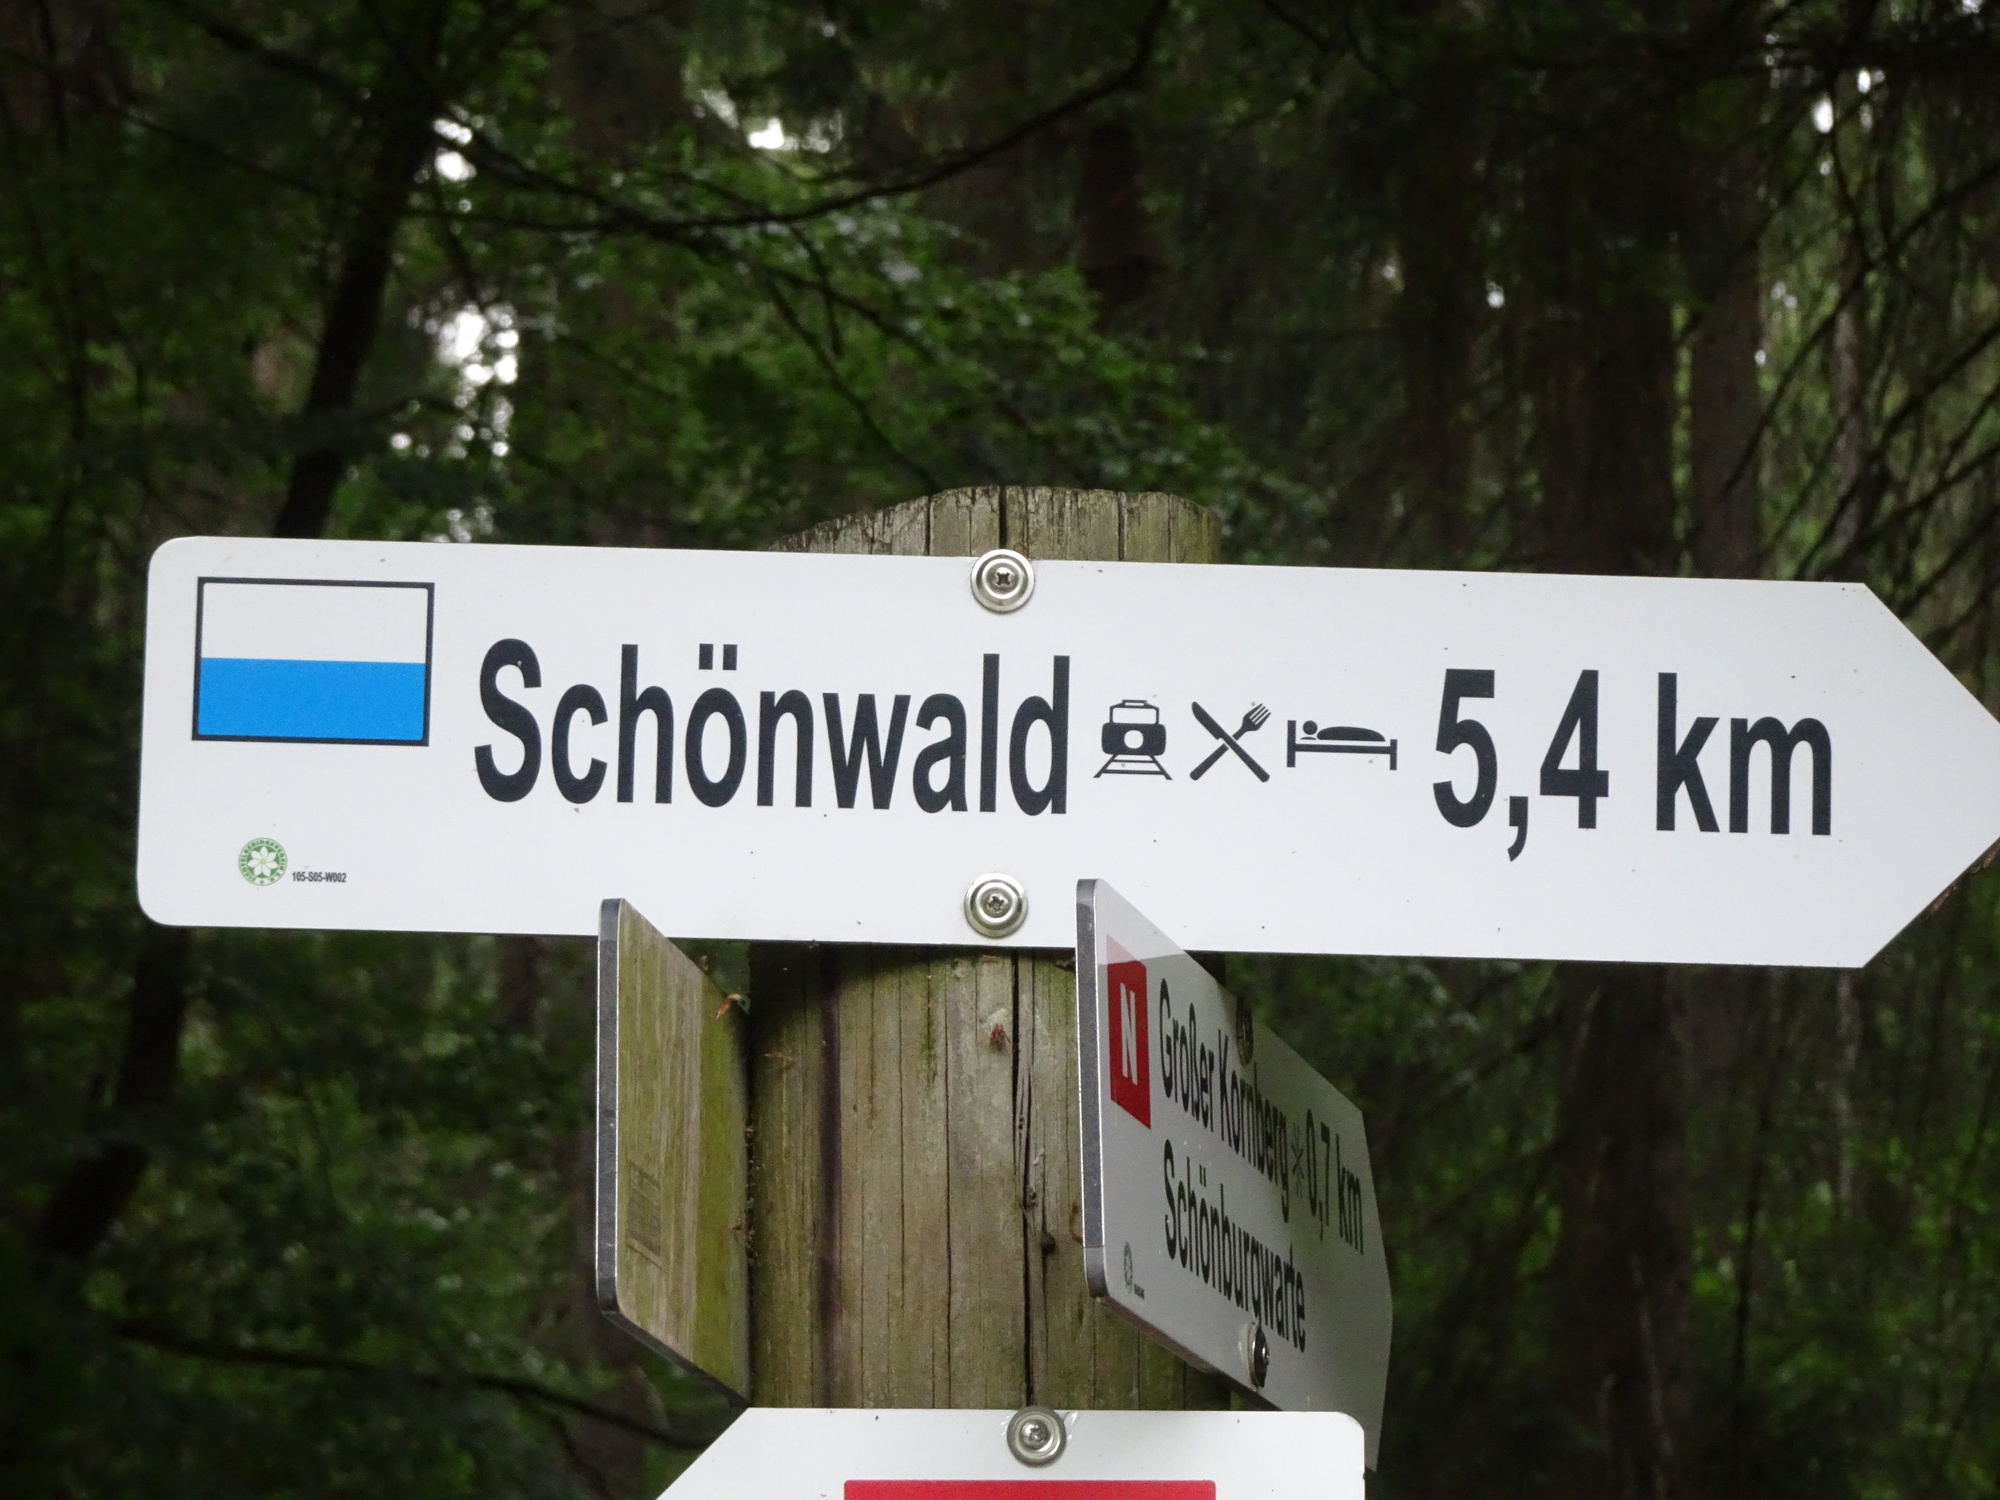 Schönwald 5,4 km
105-S05-W002
N Großer Kornberg 0,7 km
Schönburgwarte